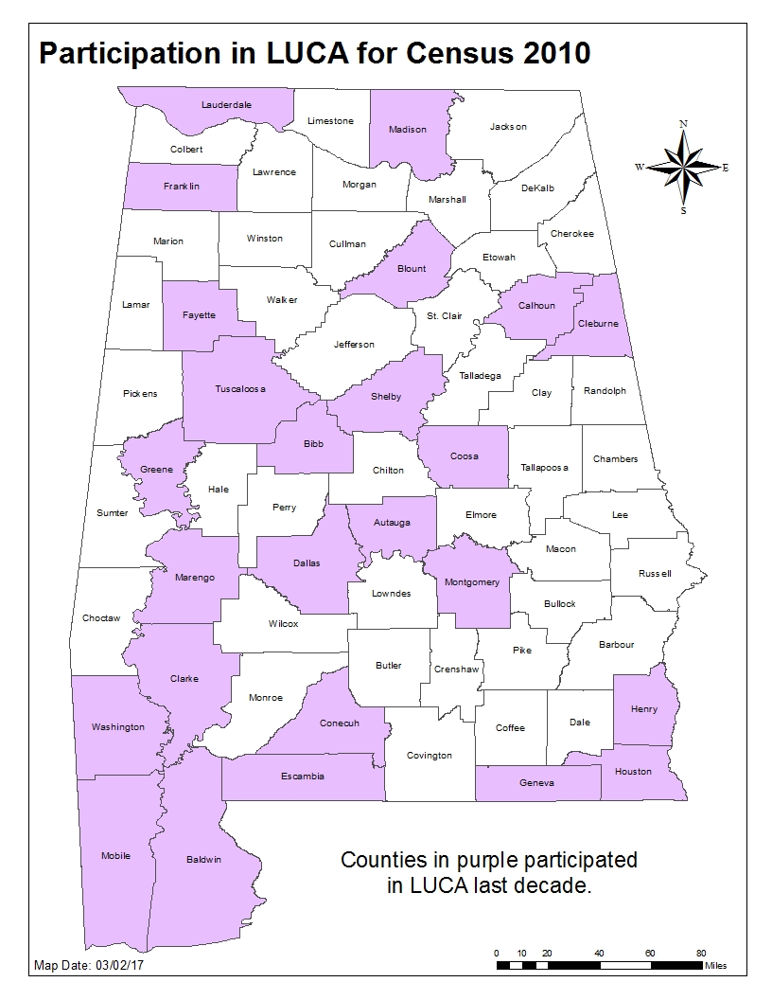 Participation in LUCA for Census 2010
Lauderdale
Limestone
Madison
Jackson
N
W
E
S
Colbert
Lawrence
Franklin
Morgan
Marshall
DeKalb
Cherokee
Marion
Winston
Cullman
Etowah
Blount
Lamar
Fayette
Walker
St. Clair
Calhoun
Cleburne
Jefferson
Pickens
Tuscaloosa
Shelby
Talladega
Clay
Randolph
Bibb
Coosa
Tallapoosa
Chambers
Greene
Hale
Chilton
Sumter
Perry
Autauga
Elmore
Lee
Macon
Russell
Marengo
Dallas
Lowndes
Montgomery
Bullock
Choctaw
Wilcox
Pike
Barbour
Butler
Crenshaw
Clarke
Monroe
Henry
Washington
Conecuh
Coffee
Dale
Covington
Escambia
Geneva
Houston
Mobile
Baldwin
Counties in purple participated
in LUCA last decade.
0 10 20 40 60 80
Miles
Map Date: 03/02/17